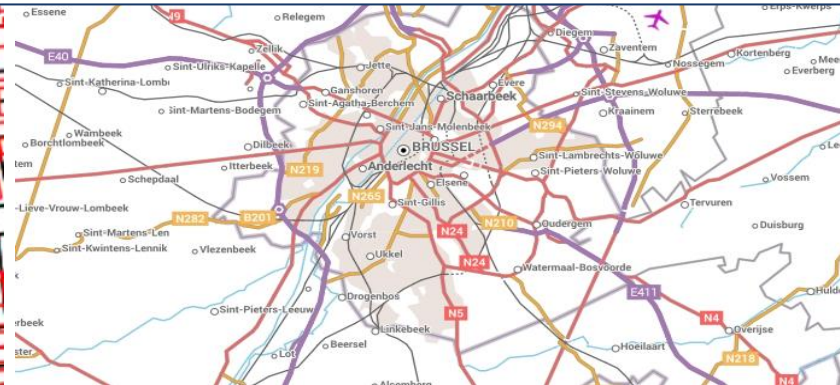 Essene
Relegem
Erps-Kwerps
Diegem
Zaventem
Zellik
E40
Kortenberg
Sint-Ulriks-Kapelle
Jette
Nossegem
Everberg
Sint-Katherina-Lombe
Ganshoren
Evere
Schaarbeek
Sint-Stevens-Woluwe
Sint-Agatha-Berchem
Sint-Martens-Bodegem
Kraainem
Sterrebeek
N294
Sint-Jans-Molenbeek
Wambeek
Borchtlombeek
Dilbeek
BRUSSEL
Sint-Lambrechts-Woluwe
Itterbeek
N219
Anderlecht
Sint-Pieters-Woluwe
Schepdaal
Elsene
Vossem
N265
Sint-Gillis
Tervuren
-Lieve-Vrouw-Lombeek
N282
B201
N210
Oudergem
Duisburg
Sint-Martens-Len
N24
Vorst
Sint-Kwintens-Lennik
Vlezenbeek
Ukkel
N24
Watermaal-Bosvoorde
E411
Drogenbos
Sint-Pieters-Leeuw
N5
N4
Linkebeek
Overijse
Beersel
Hoeilaart
Lot
N218
N4